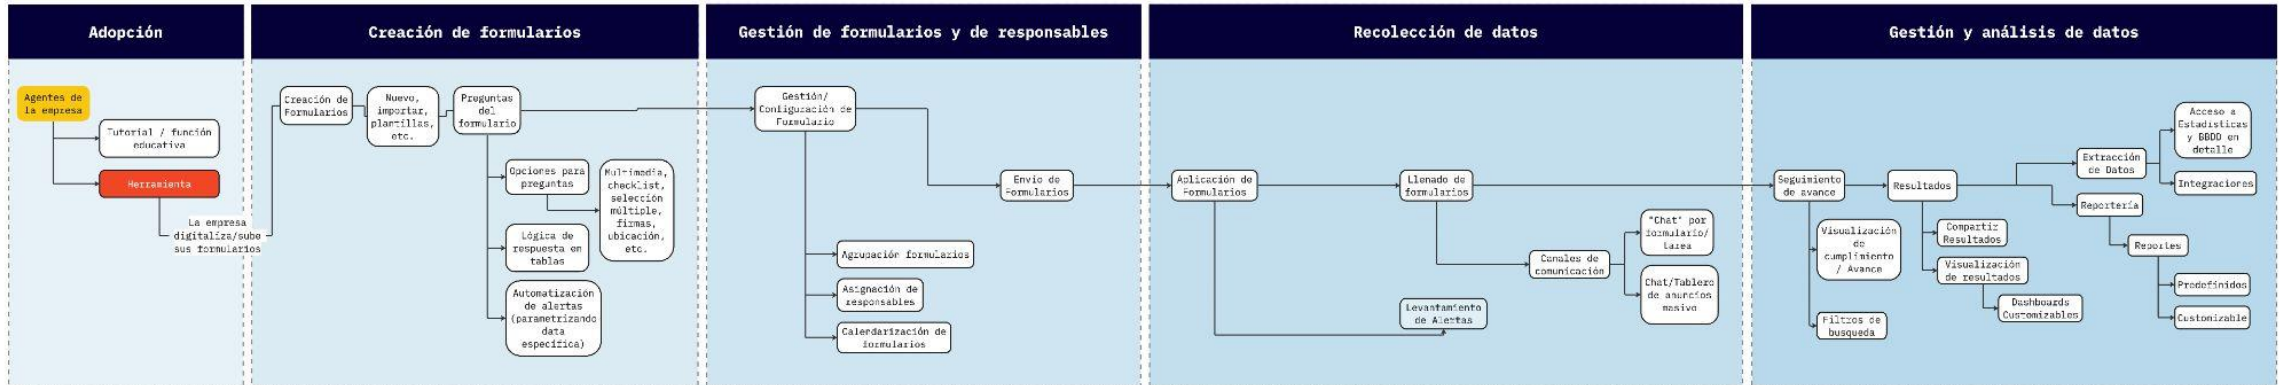 Adopción
Creación de formularios
Gestión de formularios y de responsables
Recolección de datos
Gestión y análisis de datos
Agentes de
la empresa
Tutorial / función
educativa
Herramienta
La empresa
digitaliza/sube
sus formularios
Creación de
Formularios
Nuevo,
importar,
plantillas,
etc.
Preguntas
del
formulario
Opciones para
preguntas
Multimedia,
checklist,
selección
múltiple,
firmas,
ubicación,
etc.
Lógica de
respuesta en
tablas
Automatización
de alertas
(parametrizando
data
específica)
Gestión/
Configuración de
Formulario
Envío de
Formularios
Agrupación formularios
Asignación de
responsables
Calendarización de
formularios
Aplicación de
Formularios
Llenado de
formularios
"Chat" por
formulario/
tarea
Canales de
comunicación
Chat/Tablero
de anuncios
masivo
Levantamiento
de Alertas
Seguimiento
de avance
Resultados
Visualización
de
cumplimiento
/ Avance
Filtros de
busqueda
Compartir
Resultados
Visualización
de resultados
Dashboards
Customizables
Extracción
de Datos
Acceso a
Estadísticas
y BBDD en
detalle
Integraciones
Reportería
Reportes
Predefinidos
Customizable